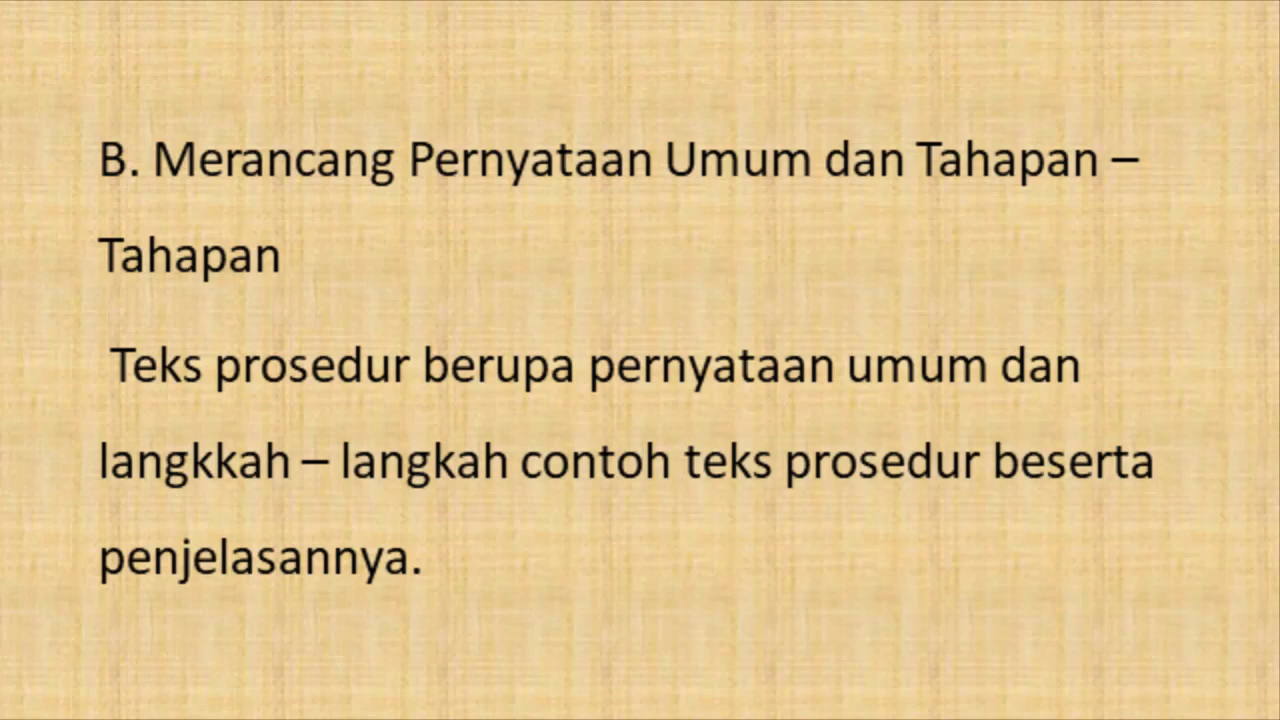 B. Merancang Pernyataan Umum dan Tahapan –
Tahapan
Teks prosedur berupa pernyataan umum dan
langkkah – langkah contoh teks prosedur beserta
penjelasannya.